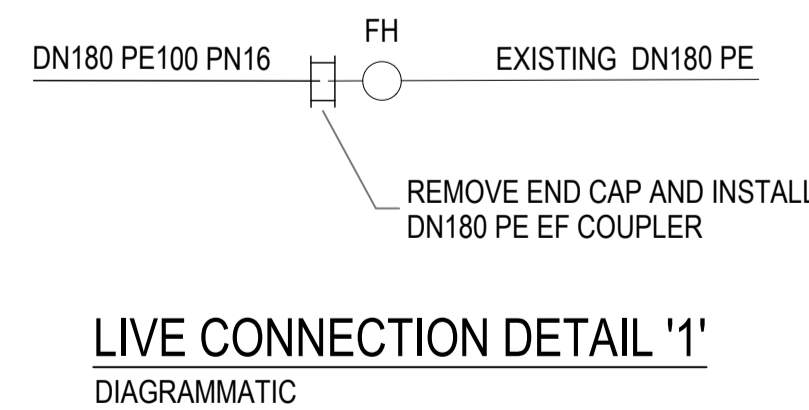 FH
DN180 PE100 PN16
EXISTING DN180 PE
REMOVE END CAP AND INSTALL
DN180 PE EF COUPLER
LIVE CONNECTION DETAIL '1'
DIAGRAMMATIC